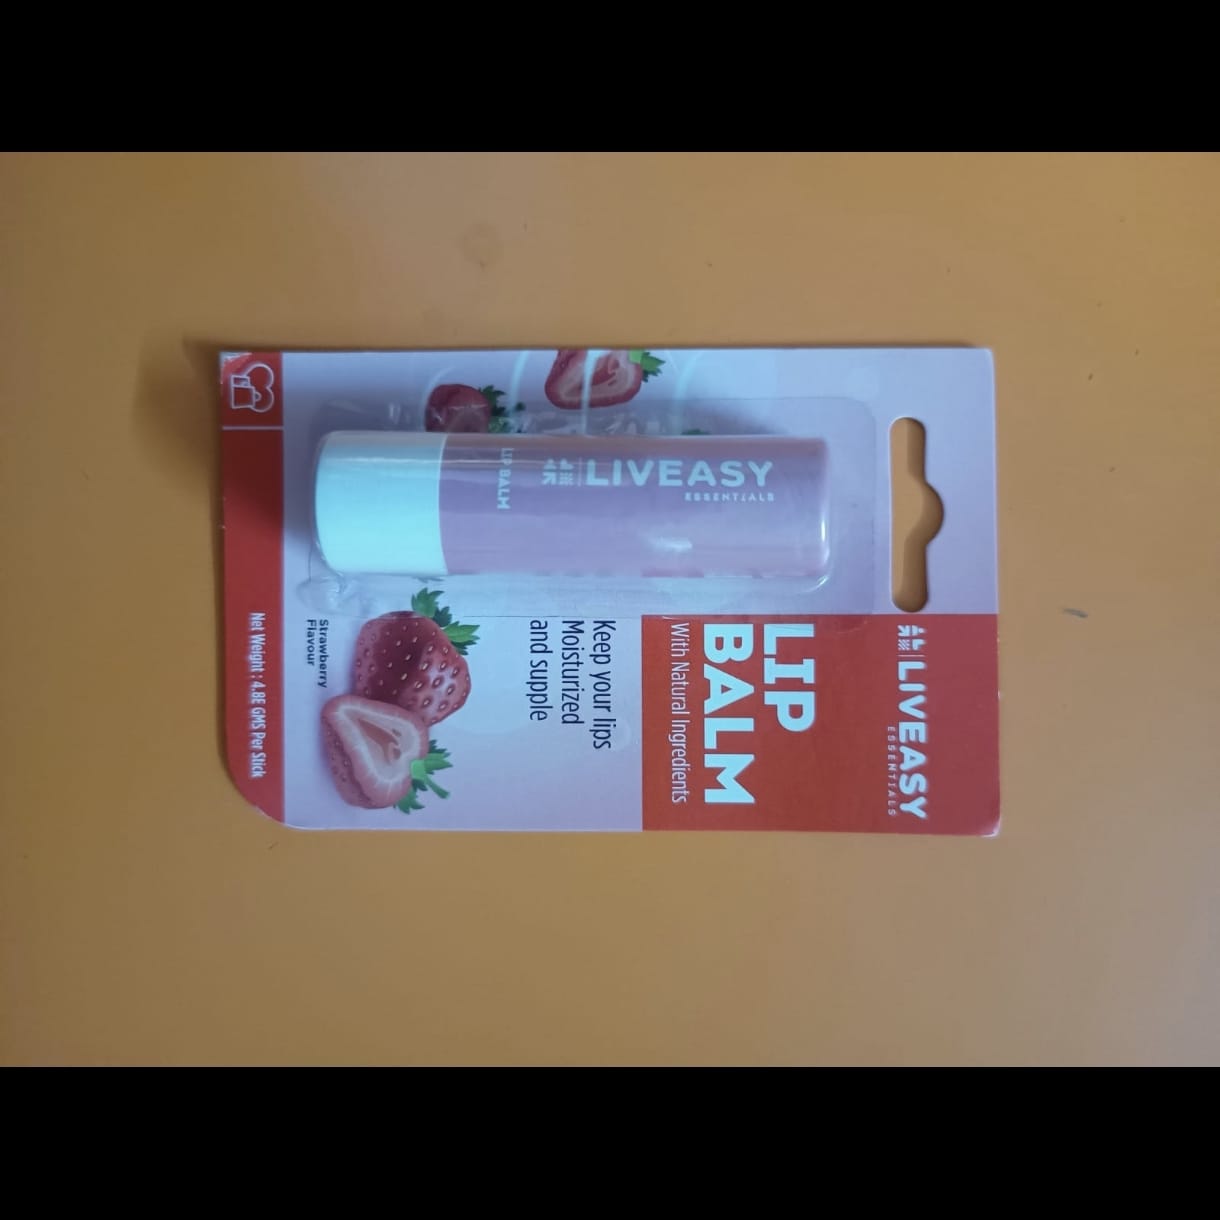 LIVEASY
ESSENTIALS
LIP
BALM
With Natural Ingredients
Keep your lips
Moisturized
and supple
LIVEASY
ESSENTIALS
LIP BALM
Strawberry
Flavour
Net Weight : 4.8E GMS Per Stick